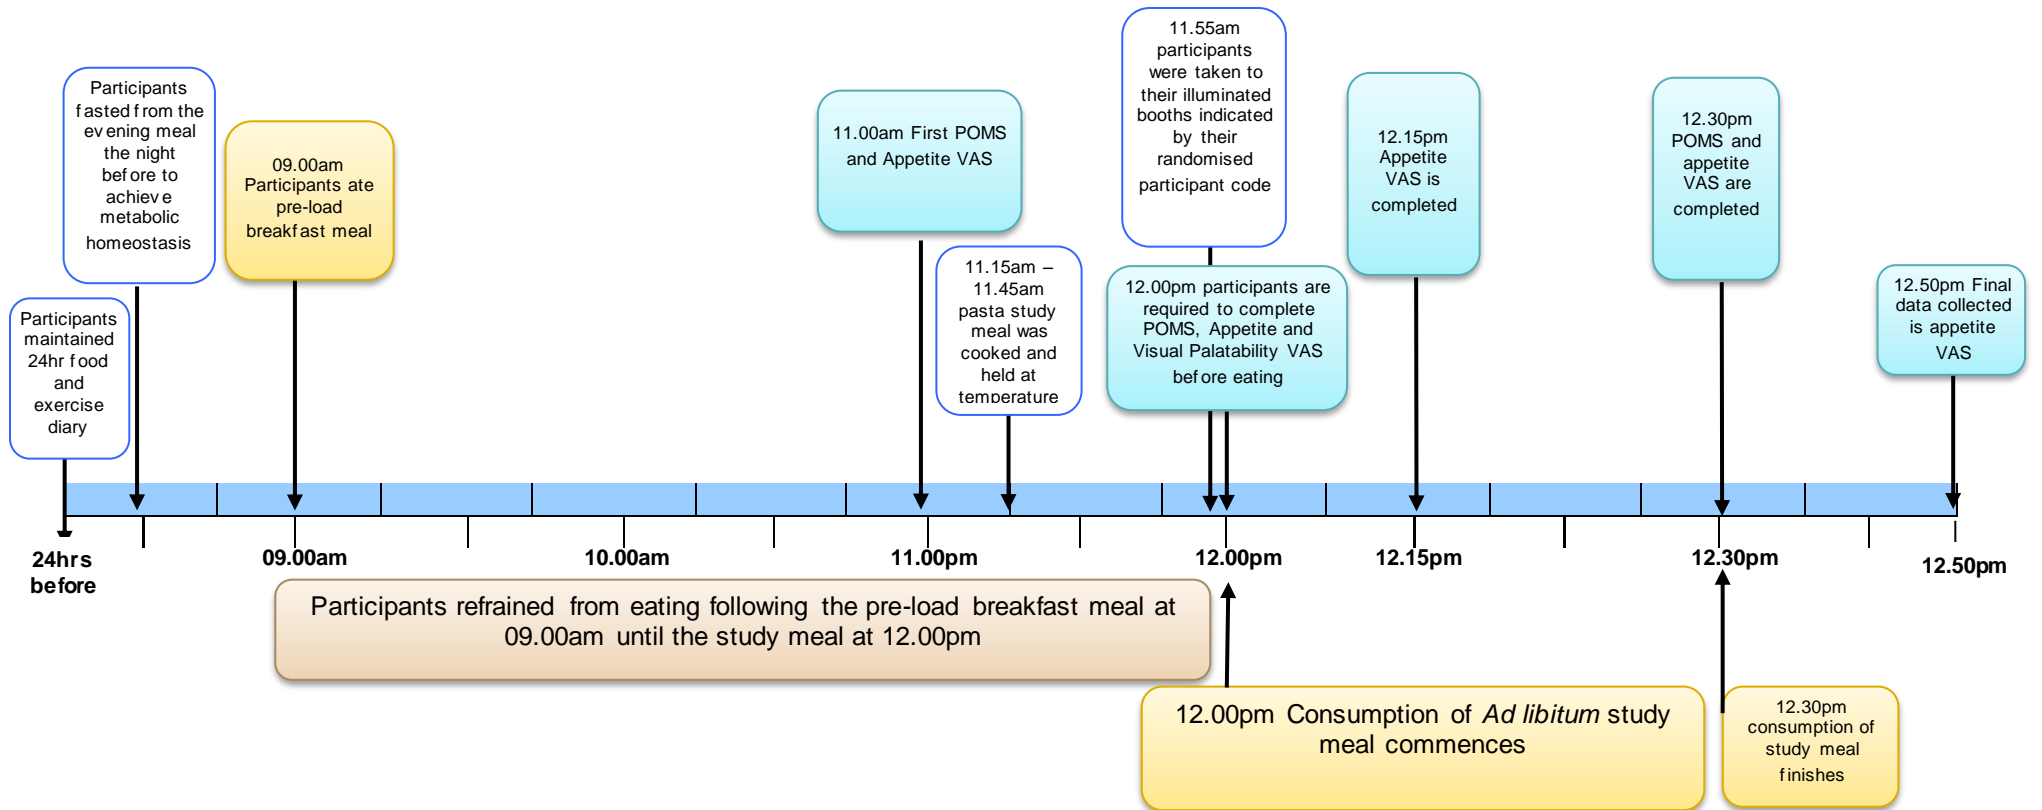 Participants
fasted from the
evening meal
the night
before to
achieve
metabolic
homeostasis
Participants
maintained
24hr food
and
exercise
diary
09.00am
Participants ate
pre-load
breakfast meal
11.00am First POMS
and Appetite VAS
11.15am –
11.45am
pasta study
meal was
cooked and
held at
temperature
11.55am
participants
were taken to
their illuminated
booths indicated
by their
randomised
participant code
12.00pm participants are
required to complete
POMS, Appetite and
Visual Palatability VAS
before eating
12.15pm
Appetite
VAS is
completed
12.30pm
POMS and
appetite
VAS are
completed
12.50pm Final
data collected
is appetite
VAS
24hrs
before
09.00am
10.00am
11.00pm
12.00pm
12.15pm
12.30pm
12.50pm
Participants refrained from eating following the pre-load breakfast meal at
09.00am until the study meal at 12.00pm
12.00pm Consumption of Ad libitum study
meal commences
12.30pm
consumption of
study meal
finishes